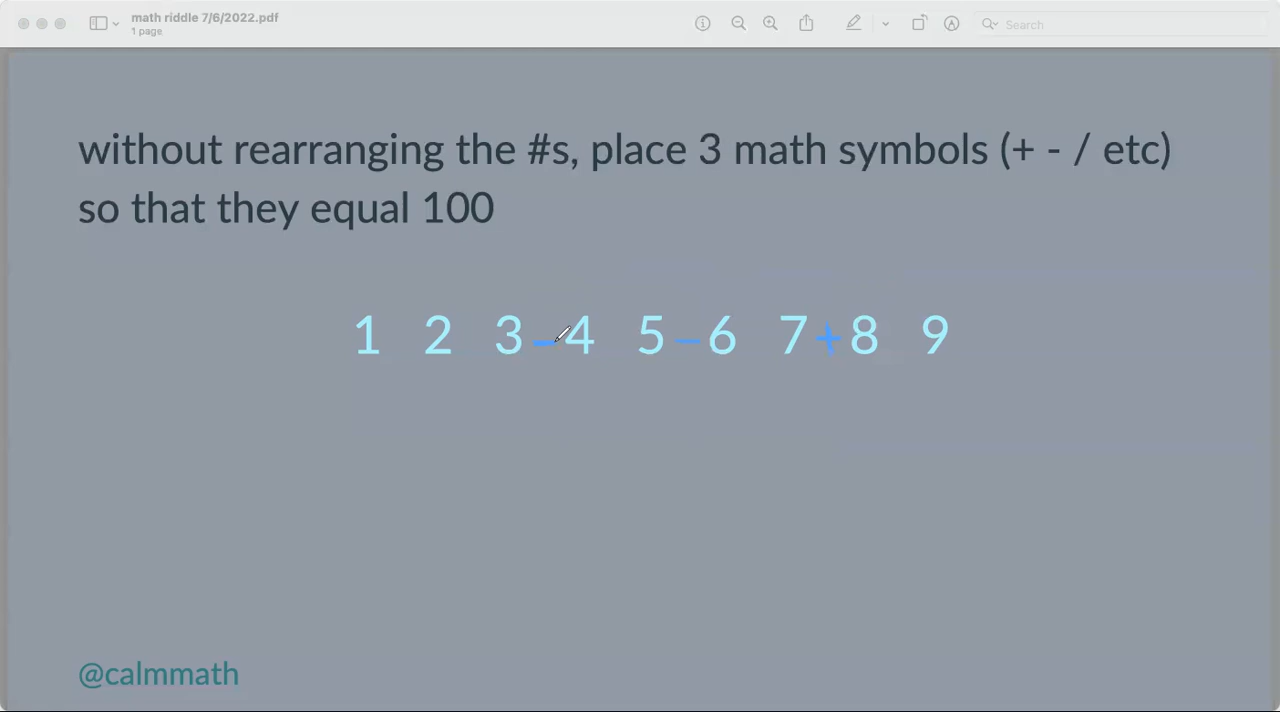 math riddle 7/6/2022.pdf
1 page
Search
without rearranging the #s, place 3 math symbols (+ - / etc)
so that they equal 100
1 2 3 - 4 5 - 6 7 + 8 9
@calmmath